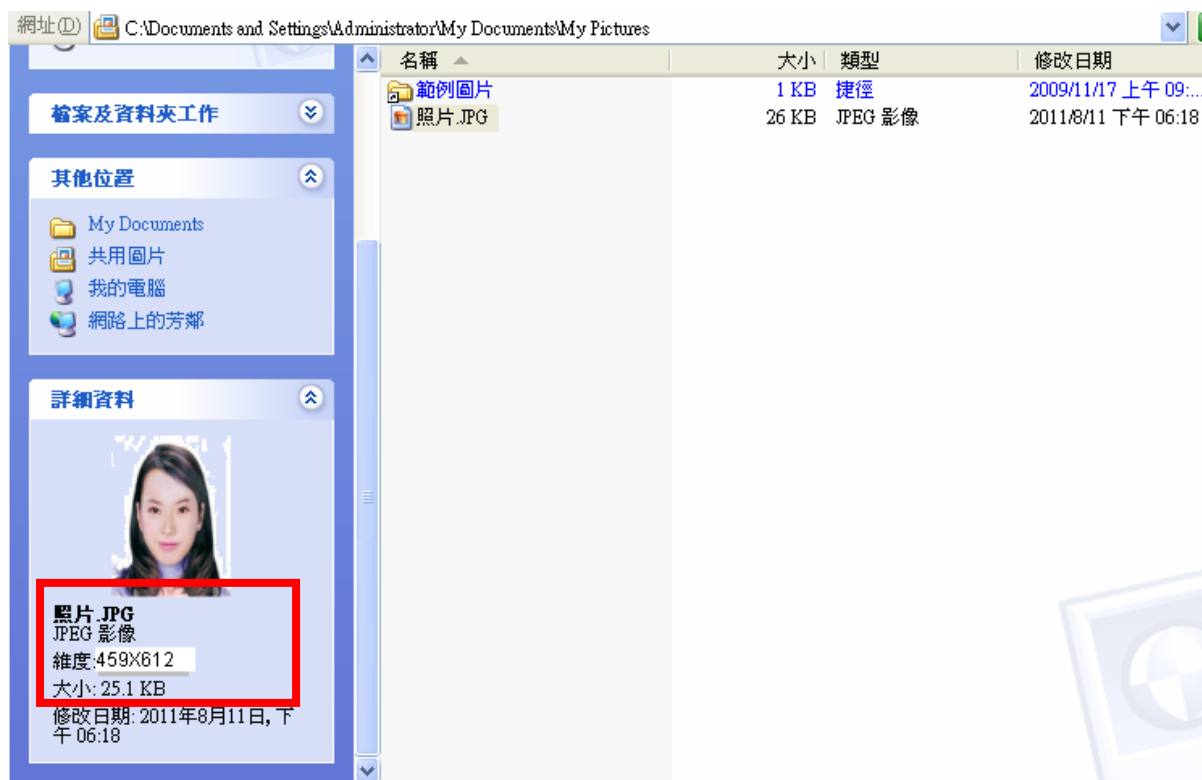 網址(D) C:\Documents and Settings\Administrator\My Documents\My Pictures
名稱 大小 類型 修改日期
範例圖片 1 KB 捷徑 2009/11/17 上午 09:...
照片.JPG 26 KB JPEG 影像 2011/8/11 下午 06:18
檔案及資料夾工作
其他位置
My Documents
共用圖片
我的電腦
網路上的芳鄰
詳細資料
照片.JPG
JPEG 影像
維度:459X612
大小: 25.1 KB
修改日期: 2011年8月11日, 下
午 06:18